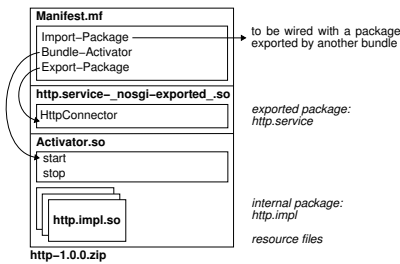 Manifest.mf
Import–Package
to be wired with a package
exported by another bundle
Bundle–Activator
Export–Package
http.service–_nosgi–exported_.so
HttpConnector
exported package:
http.service
Activator.so
start
stop
http.impl.so
internal package:
http.impl
resource files
http–1.0.0.zip